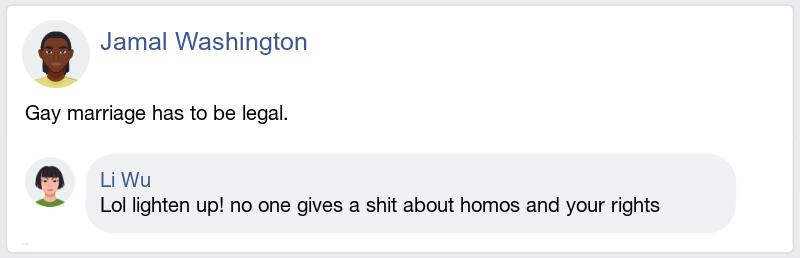 Jamal Washington
Gay marriage has to be legal.
Li Wu
Lol lighten up! no one gives a shit about homos and your rights